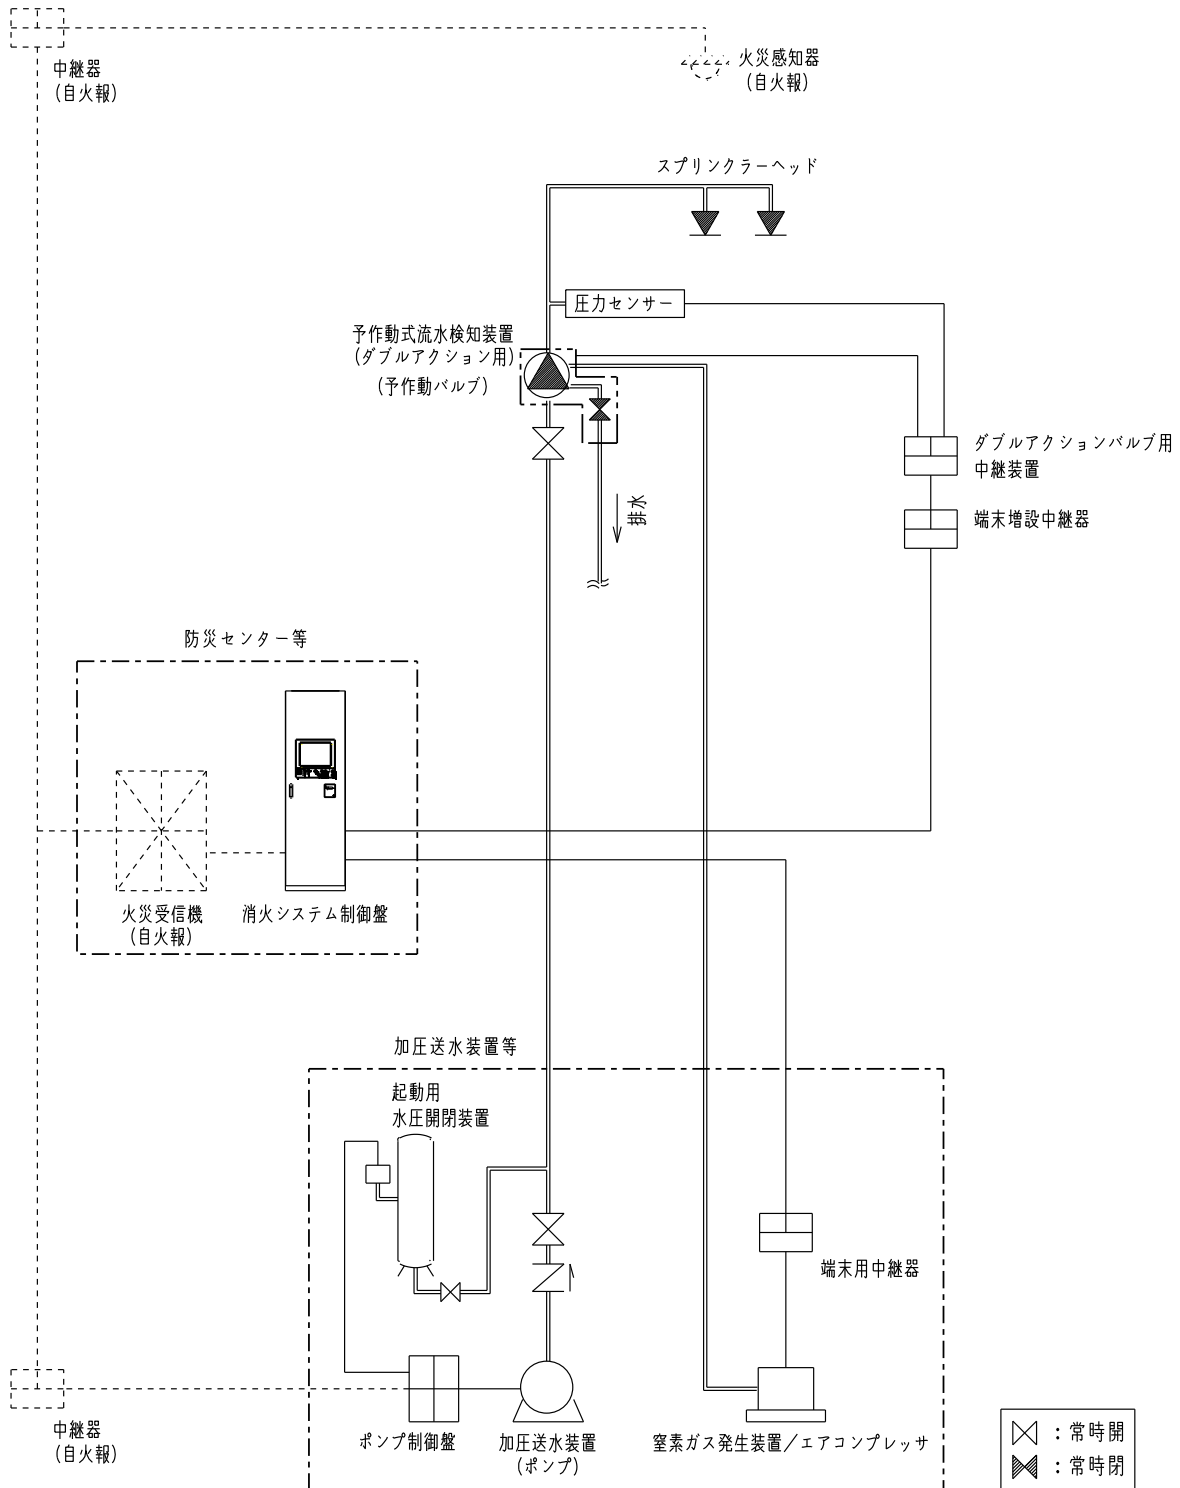 中継器
(自火報)
火災感知器
(自火報)
スプリンクラーヘッド
圧力センサー
予作動式流水検知装置
(ダブルアクション用)
(予作動バルブ)
ダブルアクションバルブ用
中継装置
端末増設中継器
排水
防災センター等
火災受信機
(自火報)
消火システム制御盤
加圧送水装置等
起動用
水圧開閉装置
端末用中継器
中継器
(自火報)
ポンプ制御盤
加圧送水装置
(ポンプ)
窒素ガス発生装置/エアコンプレッサ
:常時開
:常時閉